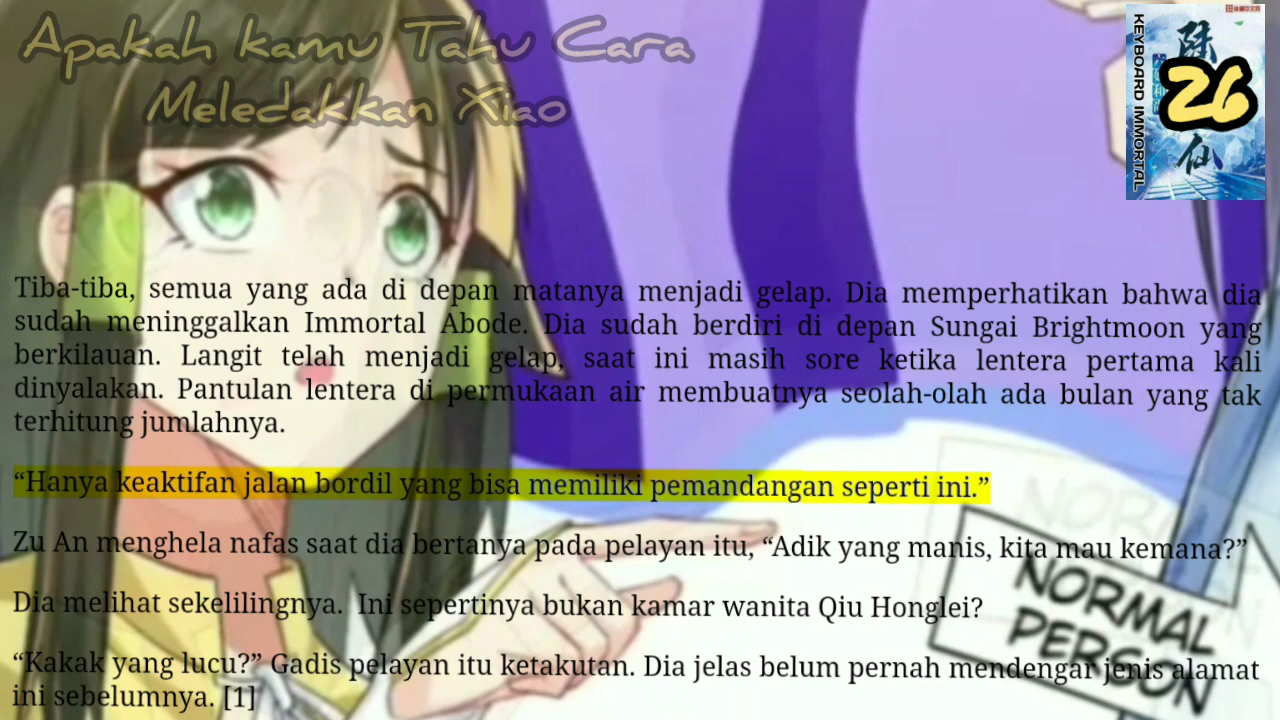 Apakah kamu Tahu Cara
Meledakkan Xiao
KEYBOARD IMMORTAL
26
仙
Tiba-tiba, semua yang ada di depan matanya menjadi gelap. Dia memperhatikan bahwa dia
sudah meninggalkan Immortal Abode. Dia sudah berdiri di depan Sungai Brightmoon yang
berkilauan. Langit telah menjadi gelap, saat ini masih sore ketika lentera pertama kali
dinyalakan. Pantulan lentera di permukaan air membuatnya seolah-olah ada bulan yang tak
terhitung jumlahnya.
“Hanya keaktifan jalan bordil yang bisa memiliki pemandangan seperti ini.”
Zu An menghela nafas saat dia bertanya pada pelayan itu, “Adik yang manis, kita mau kemana?”
Dia melihat sekelilingnya. Ini sepertinya bukan kamar wanita Qiu Honglei?
“Kakak yang lucu?” Gadis pelayan itu ketakutan. Dia jelas belum pernah mendengar jenis alamat
ini sebelumnya. [1]
NORMAL
PERSON